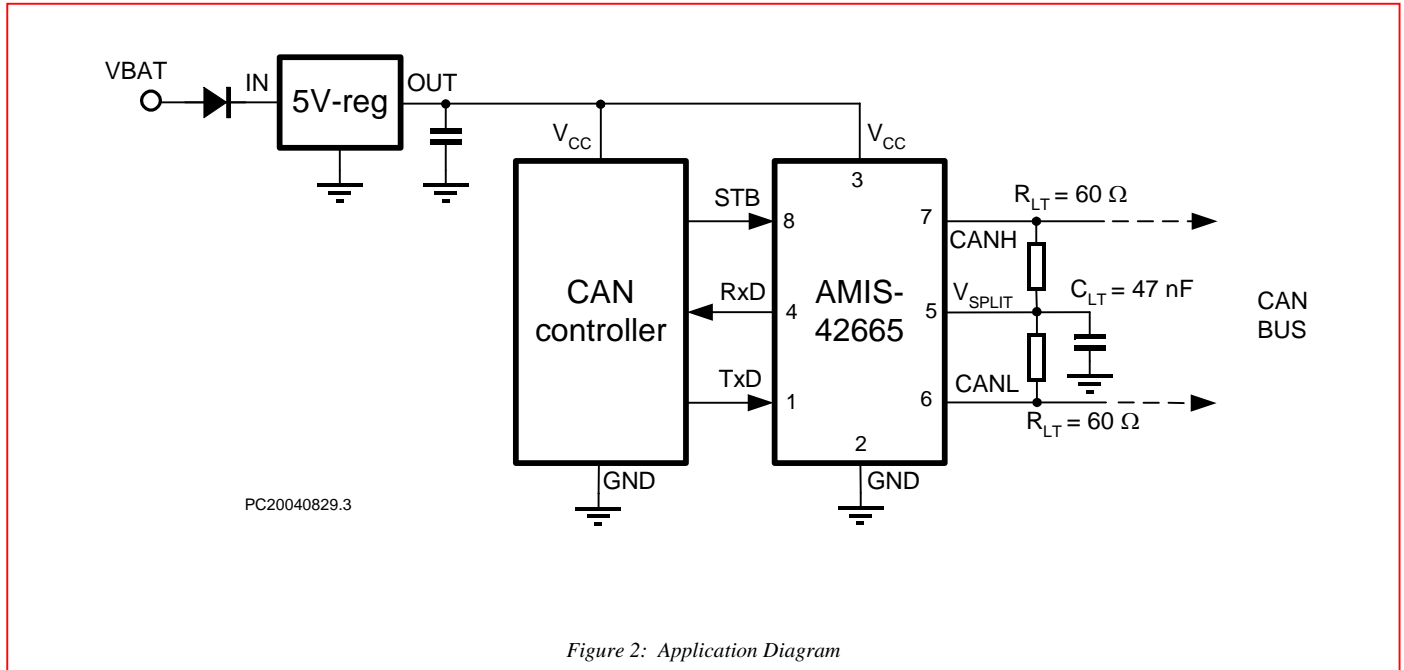 VBAT
IN
5V-reg
OUT
VCC
VCC
CAN
controller
STB
RxD
TxD
GND
3
8
4
1
AMIS-
42665
7
5
6
2
GND
RLT = 60 Ω
CANH
VSPLIT
CLT = 47 nF
CANL
RLT = 60 Ω
CAN
BUS
PC20040829.3
Figure 2: Application Diagram